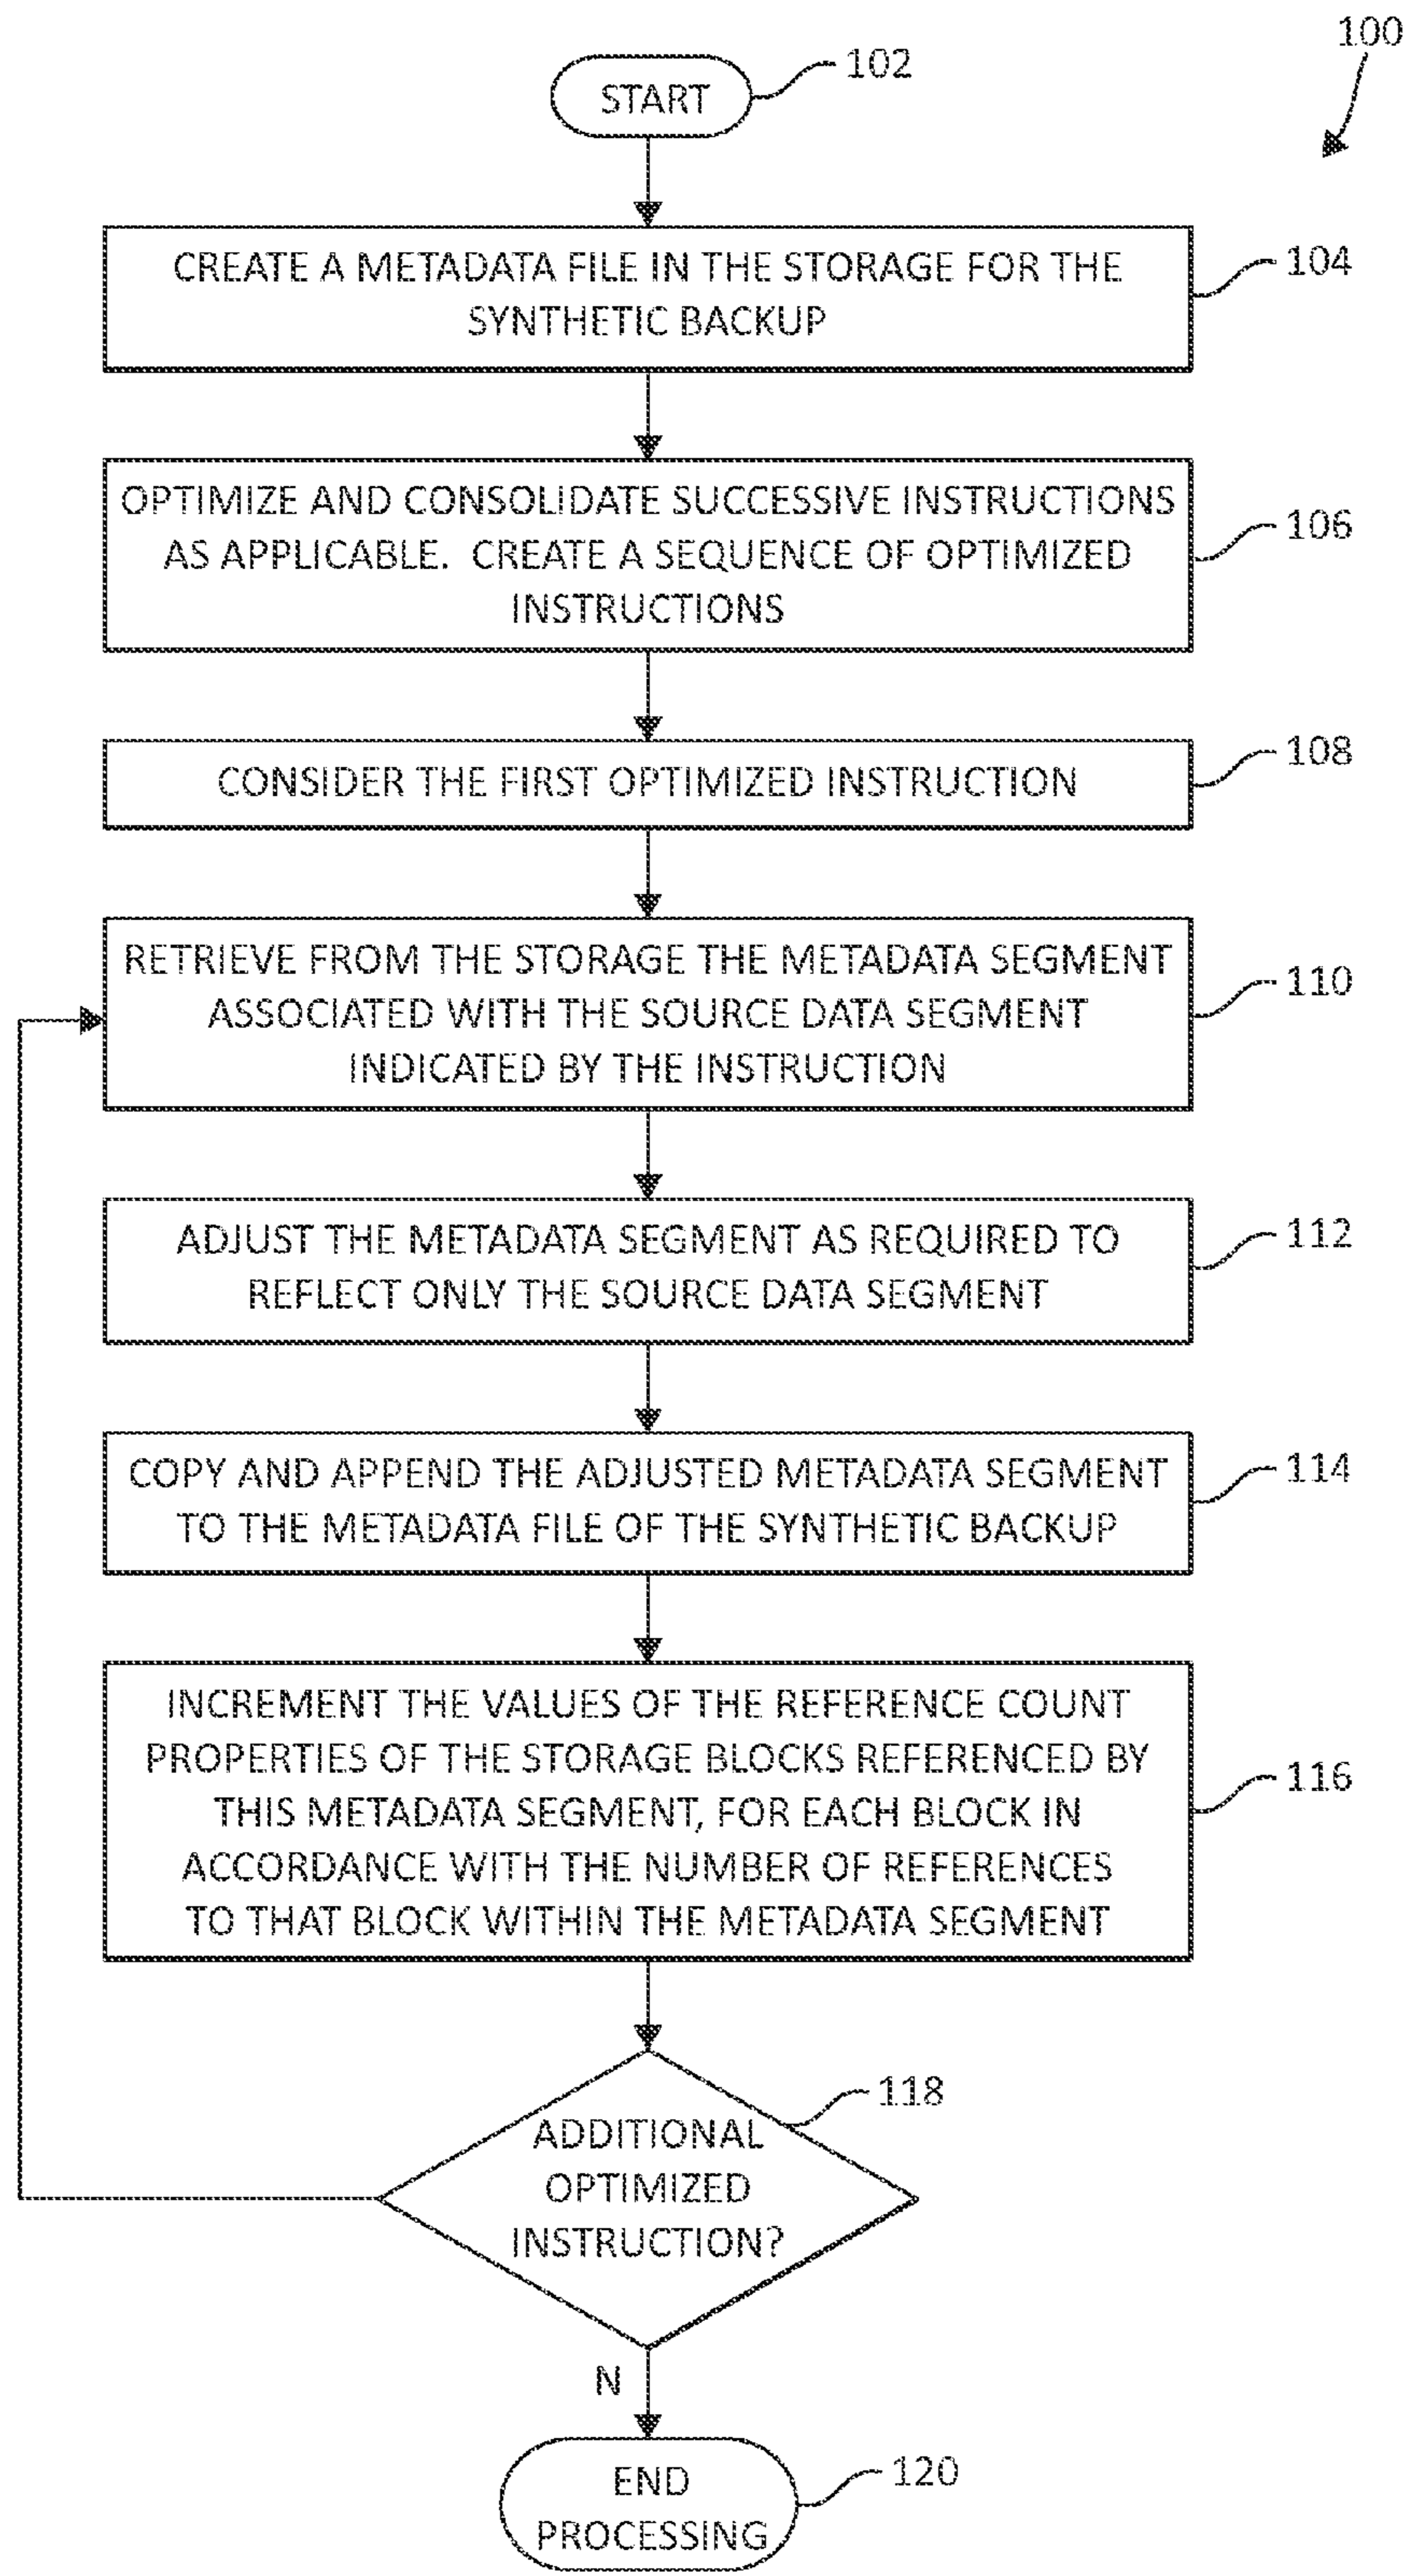 100
START
102
CREATE A METADATA FILE IN THE STORAGE FOR THE
SYNTHETIC BACKUP
104
OPTIMIZE AND CONSOLIDATE SUCCESSIVE INSTRUCTIONS
AS APPLICABLE. CREATE A SEQUENCE OF OPTIMIZED
INSTRUCTIONS
106
CONSIDER THE FIRST OPTIMIZED INSTRUCTION
108
RETRIEVE FROM THE STORAGE THE METADATA SEGMENT
ASSOCIATED WITH THE SOURCE DATA SEGMENT
INDICATED BY THE INSTRUCTION
110
ADJUST THE METADATA SEGMENT AS REQUIRED TO
REFLECT ONLY THE SOURCE DATA SEGMENT
112
COPY AND APPEND THE ADJUSTED METADATA SEGMENT
TO THE METADATA FILE OF THE SYNTHETIC BACKUP
114
INCREMENT THE VALUES OF THE REFERENCE COUNT
PROPERTIES OF THE STORAGE BLOCKS REFERENCED BY
THIS METADATA SEGMENT, FOR EACH BLOCK IN
ACCORDANCE WITH THE NUMBER OF REFERENCES
TO THAT BLOCK WITHIN THE METADATA SEGMENT
116
ADDITIONAL
OPTIMIZED
INSTRUCTION?
118
N
END
PROCESSING
120